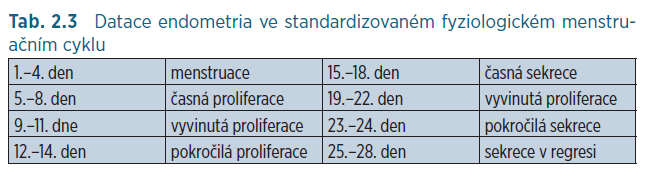 Tab. 2.3 Datace endometria ve standardizovaném fyziologickém menstru-
ačním cyklu
1.–4. den menstruace 15.–18. den časná sekrece
5.–8. den časná proliferace 19.–22. den vyvinutá proliferace
9.–11. dne vyvinutá proliferace 23.–24. den pokročilá sekrece
12.–14. den pokročilá proliferace 25.–28. den sekrece v regresi